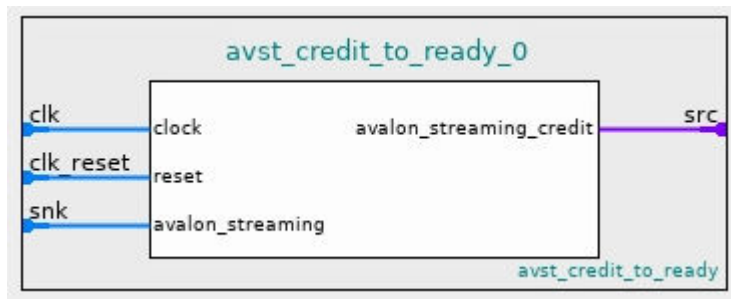 avst_credit_to_ready_0
clk
clock
avalon_streaming_credit
src
clk_reset
reset
snk
avalon_streaming
avst_credit_to_ready